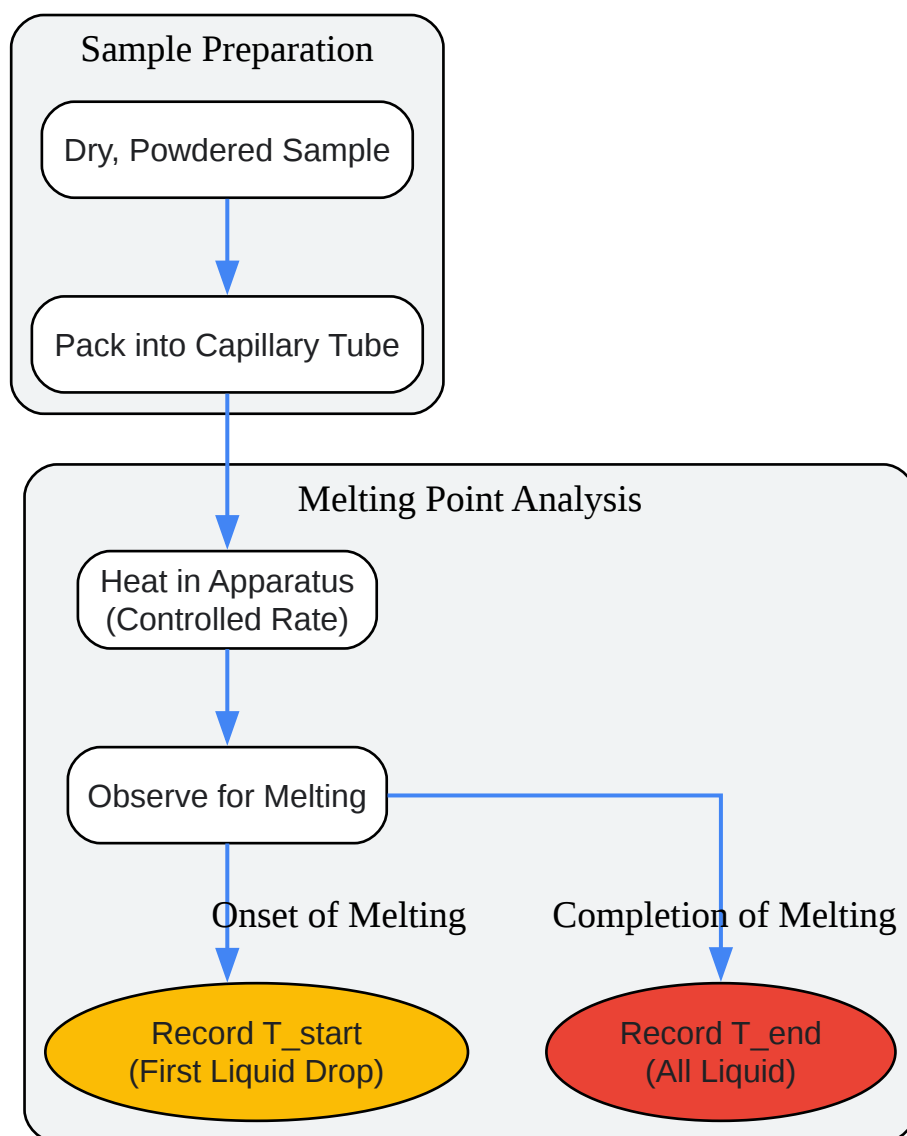 Sample Preparation
Dry, Powdered Sample
Pack into Capillary Tube
Melting Point Analysis
Heat in Apparatus
(Controlled Rate)
Observe for Melting
Onset of Melting
Completion of Melting
Record T_start
(First Liquid Drop)
Record T_end
(All Liquid)